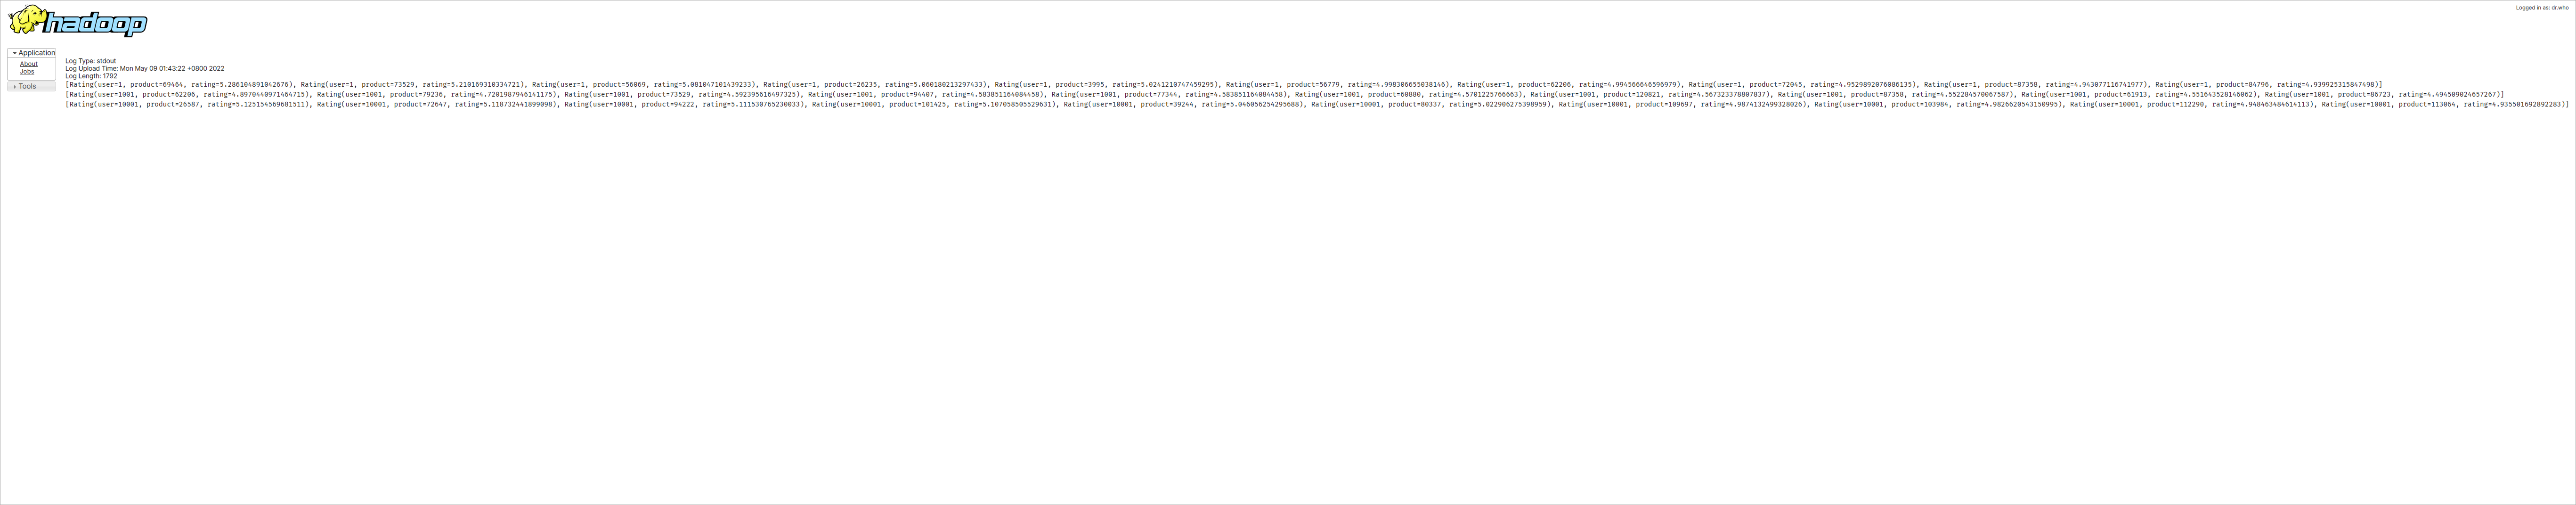 hadoop
Logged in as: dr.who
Application
About
Jobs
Tools
Log Type: stdout
Log Upload Time: Mon May 09 01:43:22 +0800 2022
Log Length: 1792
[Rating(user=1, product=69464, rating=5.286104891042676), Rating(user=1, product=73529, rating=5.210169310334721), Rating(user=1, product=56069, rating=5.081047101439233), Rating(user=1, product=26235, rating=5.060180213297433), Rating(user=1, product=3995, rating=5.0241210747459295), Rating(user=1, product=56779, rating=4.998306655038146), Rating(user=1, product=62206, rating=4.994566646596979), Rating(user=1, product=72045, rating=4.9529892076886135), Rating(user=1, product=87358, rating=4.943077116741977), Rating(user=1, product=84796, rating=4.939925315847498)]
[Rating(user=1001, product=62206, rating=4.8970440971464715), Rating(user=1001, product=79236, rating=4.7201987946141175), Rating(user=1001, product=73529, rating=4.592395616497325), Rating(user=1001, product=94407, rating=4.583851164084458), Rating(user=1001, product=77344, rating=4.583851164084458), Rating(user=1001, product=60880, rating=4.5701225766663), Rating(user=1001, product=120821, rating=4.567323378807837), Rating(user=1001, product=87358, rating=4.552284570067587), Rating(user=1001, product=61913, rating=4.551643528146062), Rating(user=1001, product=86723, rating=4.494509024657267)]
[Rating(user=10001, product=26587, rating=5.125154569681511), Rating(user=10001, product=72647, rating=5.118732441899098), Rating(user=10001, product=94222, rating=5.111530765230033), Rating(user=10001, product=101425, rating=5.107058505529631), Rating(user=10001, product=39244, rating=5.046056254295688), Rating(user=10001, product=80337, rating=5.022906275398959), Rating(user=10001, product=109697, rating=4.9874132499328026), Rating(user=10001, product=103984, rating=4.9826620543150995), Rating(user=10001, product=112290, rating=4.948463484614113), Rating(user=10001, product=113064, rating=4.935501692892283)]